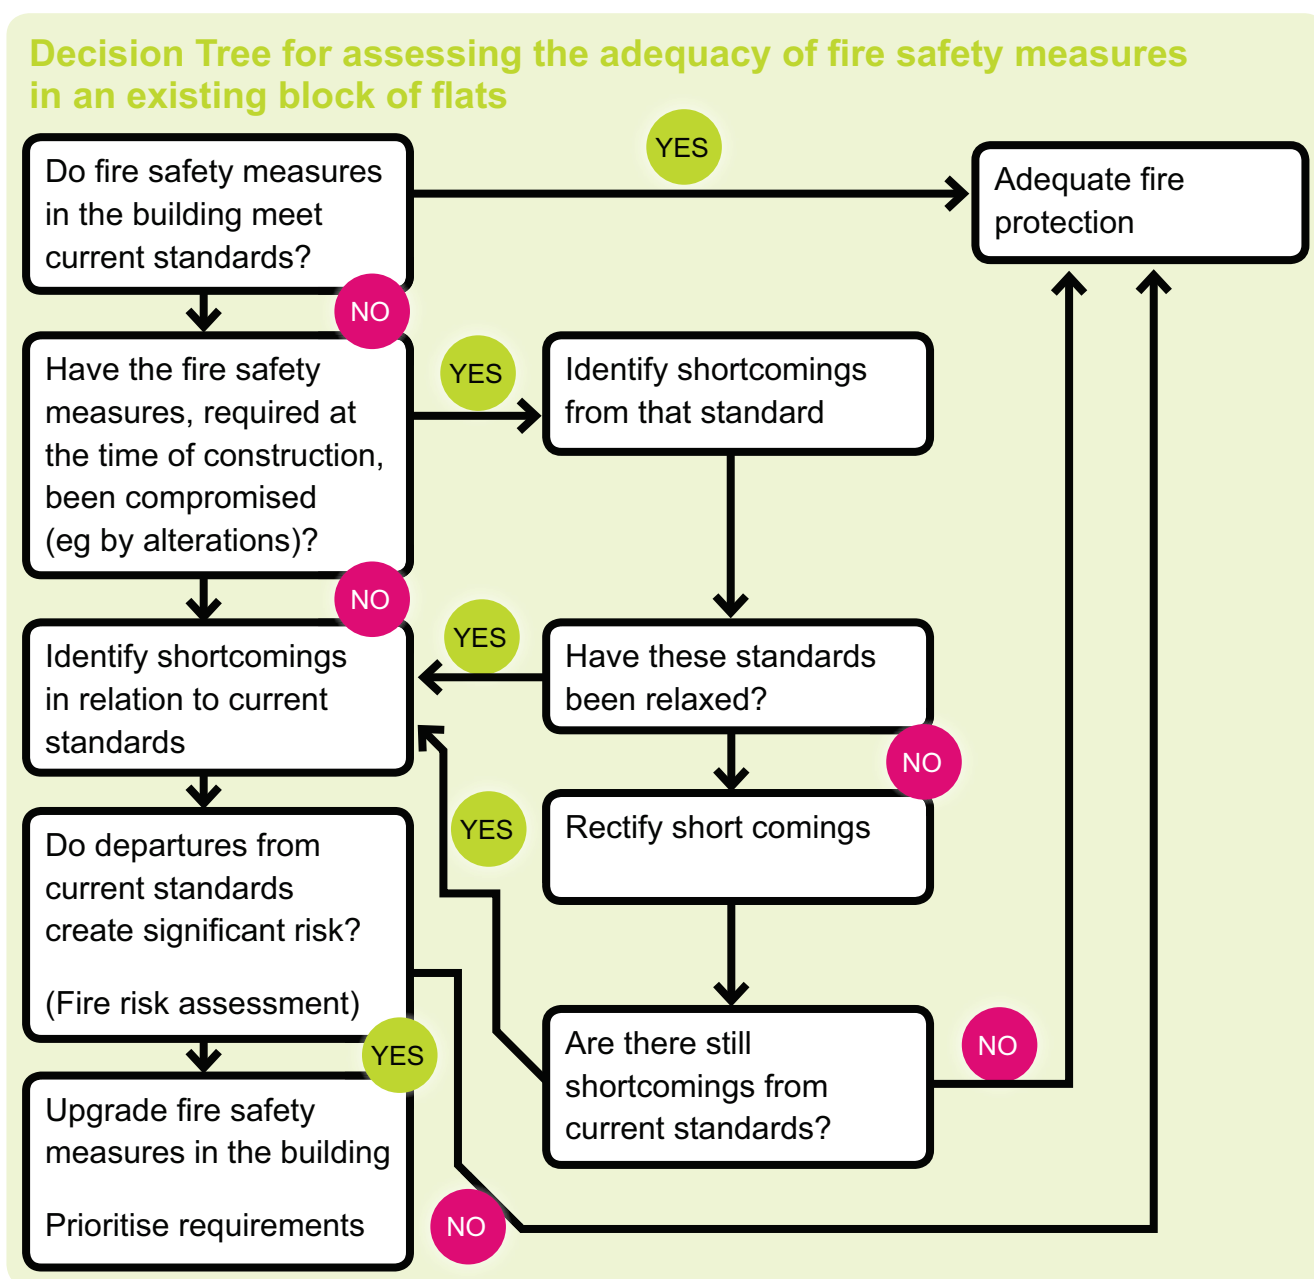 Decision Tree for assessing the adequacy of fire safety measures
in an existing block of flats
Do fire safety measures
in the building meet
current standards?
YES
Adequate fire
protection
NO
Have the fire safety
measures, required at
the time of construction,
been compromised
(eg by alterations)?
YES
Identify shortcomings
from that standard
NO
Identify shortcomings
in relation to current
standards
YES
Have these standards
been relaxed?
NO
Rectify short comings
YES
Do departures from
current standards
create significant risk?
(Fire risk assessment)
YES
Are there still
shortcomings from
current standards?
NO
Upgrade fire safety
measures in the building
Prioritise requirements
NO